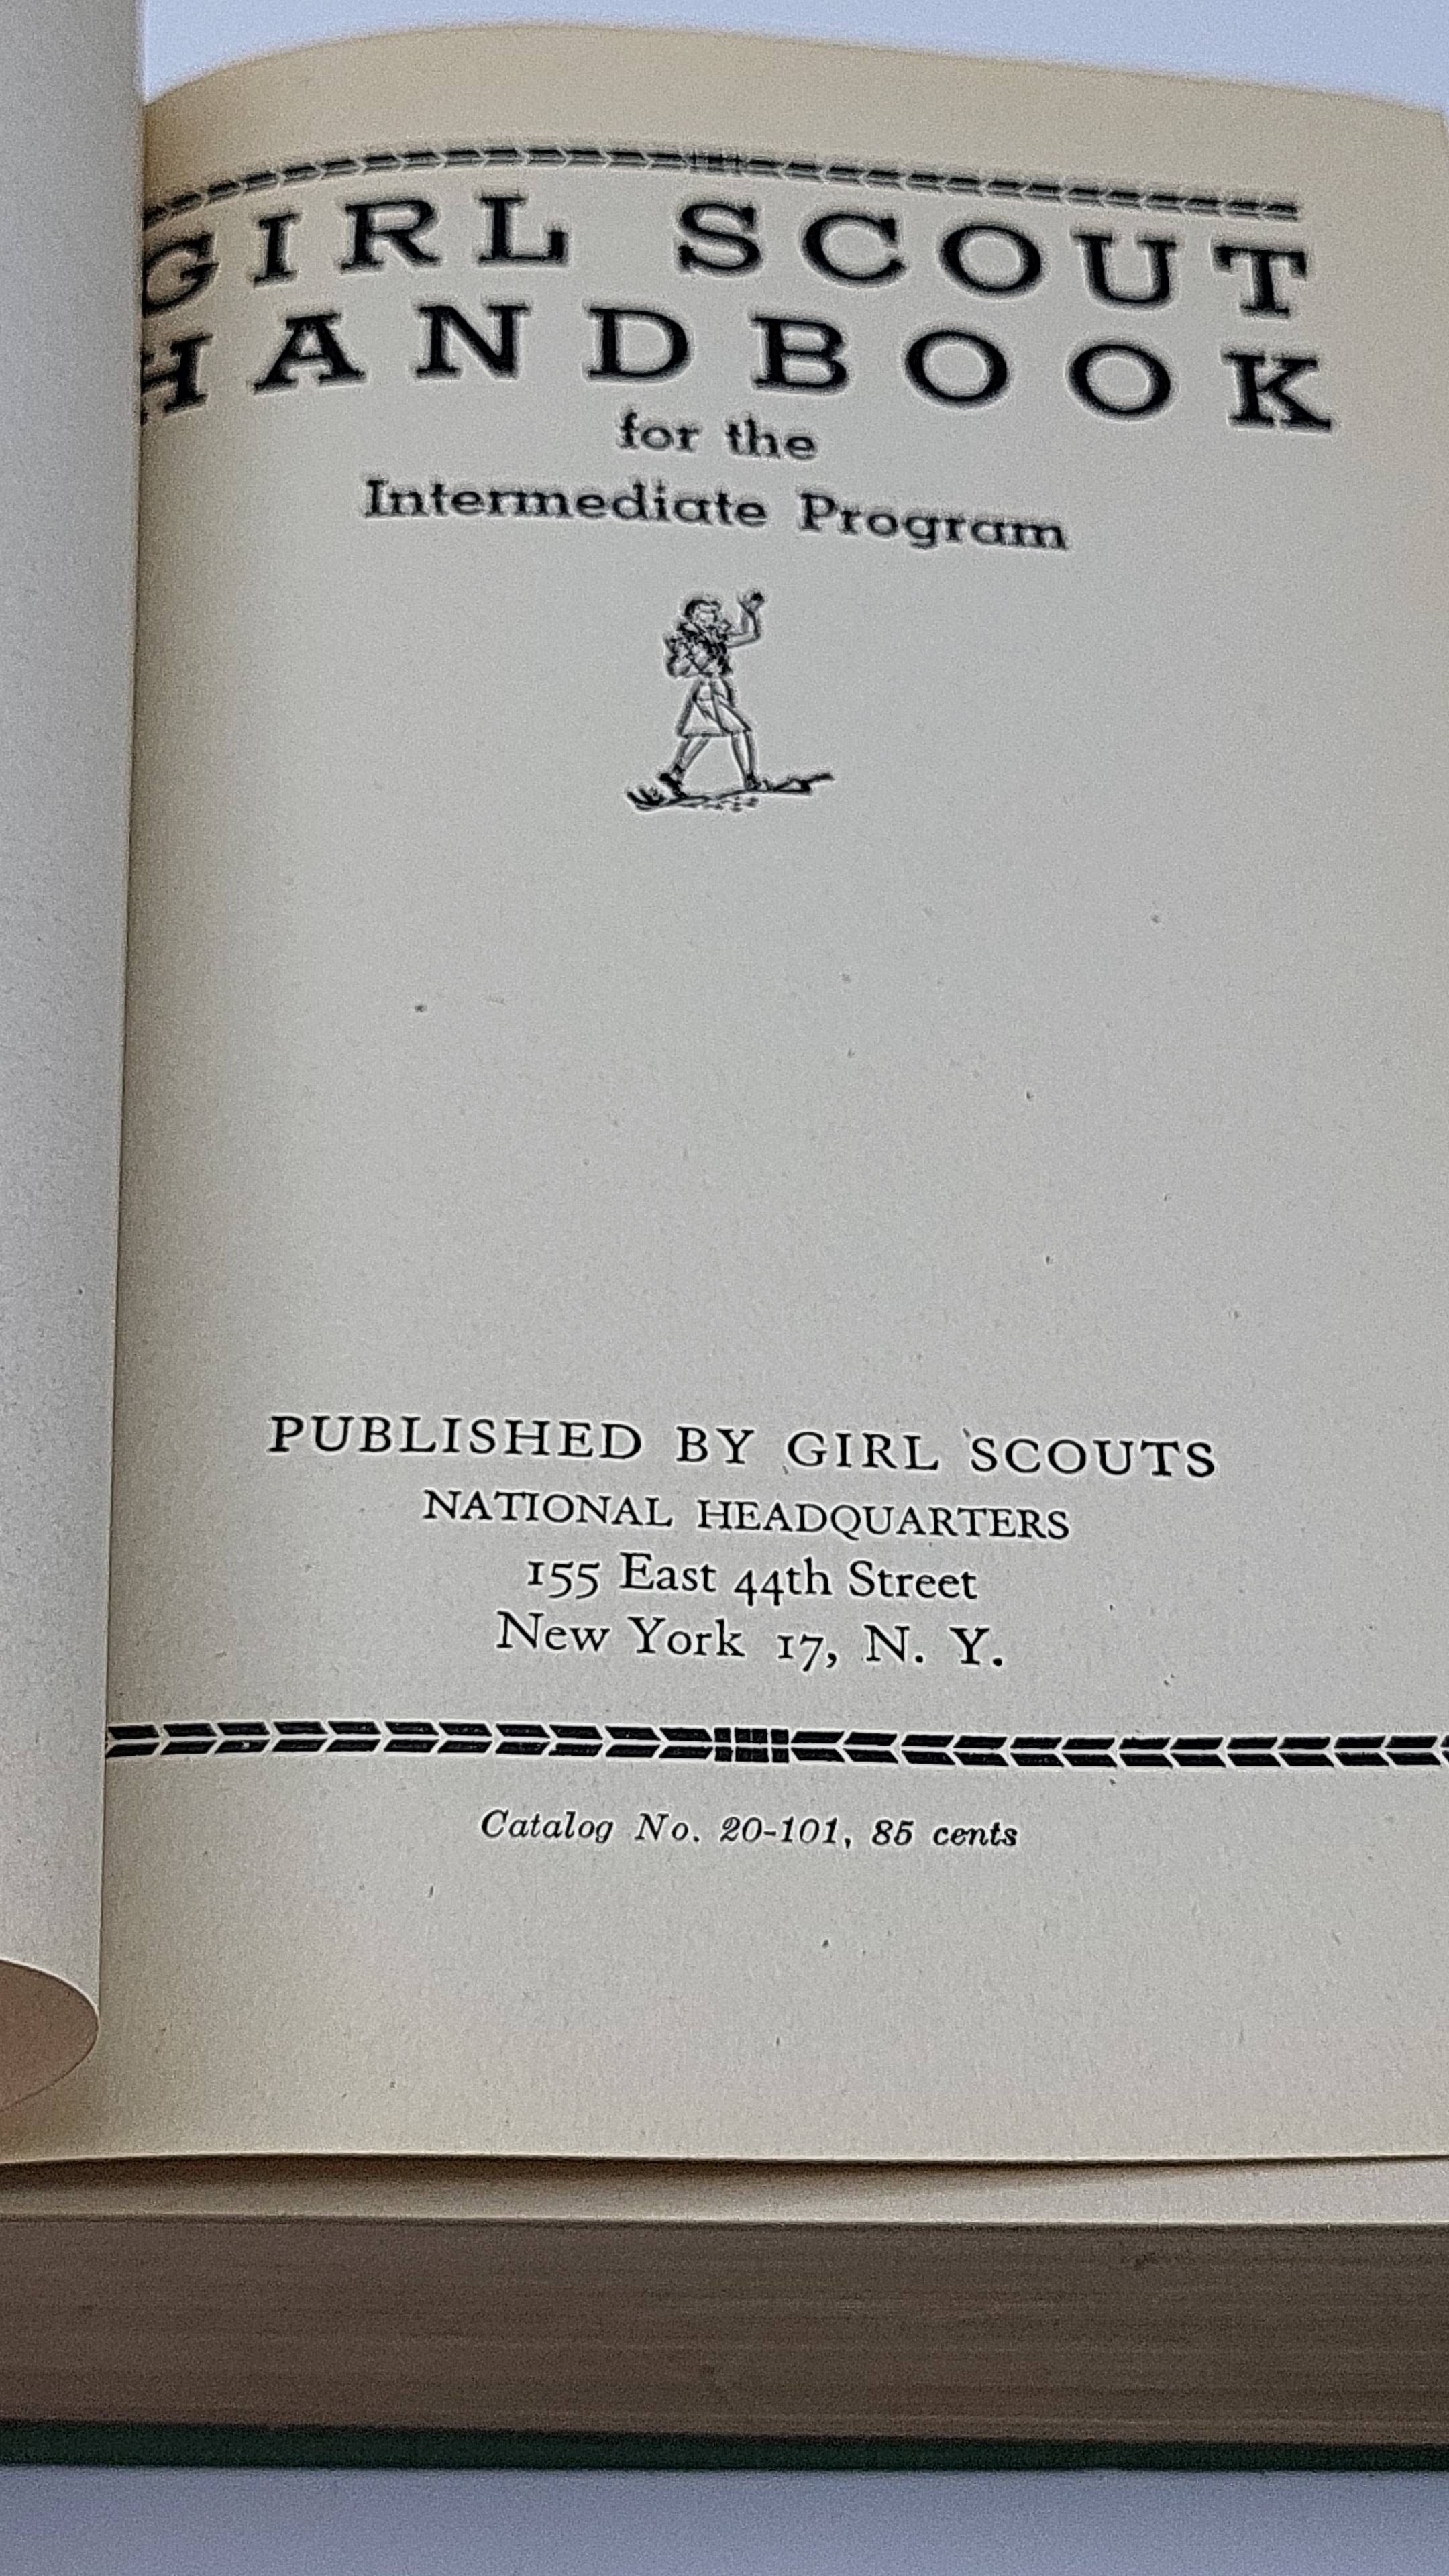 GIRL SCOUT
HANDBOOK
for the
Intermediate Program
PUBLISHED BY GIRL SCOUTS
NATIONAL HEADQUARTERS
155 East 44th Street
New York 17, N. Y.
Catalog No. 20-101, 85 cents